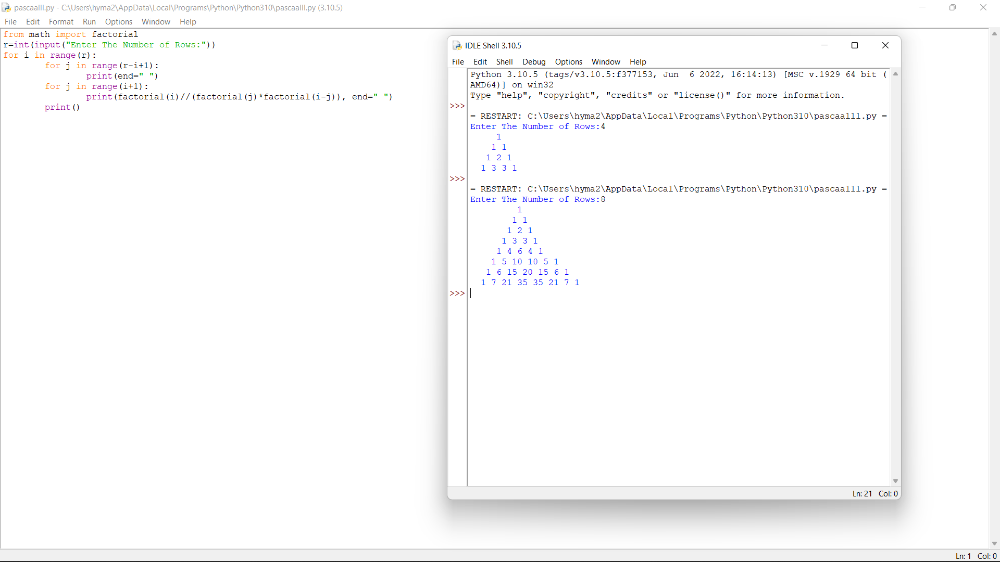 pascaalll.py - C:\Users\hyma2\AppData\Local\Programs\Python\Python310\pascaalll.py (3.10.5)
File Edit Format Run Options Window Help
from math import factorial
r=int(input("Enter The Number of Rows:"))
for i in range(r):
        for j in range(r-i+1):
                print(end=" ")
        for j in range(i+1):
                print(factorial(i)//(factorial(j)*factorial(i-j)), end=" ")
        print()
IDLE Shell 3.10.5
File Edit Shell Debug Options Window Help
Python 3.10.5 (tags/v3.10.5:f377153, Jun  6 2022, 16:14:13) [MSC v.1929 64 bit (
AMD64)] on win32
Type "help", "copyright", "credits" or "license()" for more information.
>>>
= RESTART: C:\Users\hyma2\AppData\Local\Programs\Python\Python310\pascaalll.py =
Enter The Number of Rows:4
     1
    1 1
   1 2 1
  1 3 3 1
>>>
= RESTART: C:\Users\hyma2\AppData\Local\Programs\Python\Python310\pascaalll.py =
Enter The Number of Rows:8
         1
        1 1
       1 2 1
      1 3 3 1
     1 4 6 4 1
    1 5 10 10 5 1
   1 6 15 20 15 6 1
  1 7 21 35 35 21 7 1
>>>
Ln: 21 Col: 0
Ln: 1 Col: 0